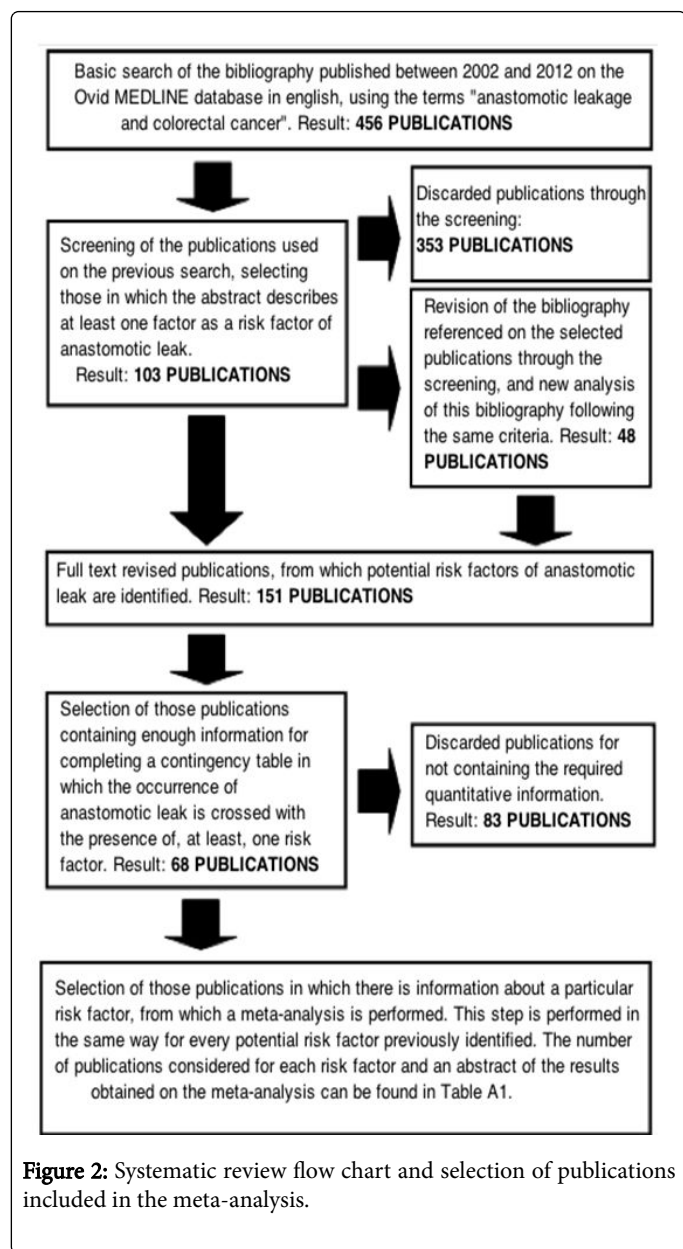 Basic search of the bibliography published between 2002 and 2012 on the
Ovid MEDLINE database in english, using the terms "anastomotic leakage
and colorectal cancer". Result: 456 PUBLICATIONS
Discarded publications through
the screening:
353 PUBLICATIONS
Screening of the publications used
on the previous search, selecting
those in which the abstract describes
at least one factor as a risk factor of
anastomotic leak.
Result: 103 PUBLICATIONS
Revision of the bibliography
referenced on the selected
publications through the
screening, and new analysis
of this bibliography following
the same criteria. Result: 48
PUBLICATIONS
Full text revised publications, from which potential risk factors of anastomotic
leak are identified. Result: 151 PUBLICATIONS
Selection of those publications
containing enough information for
completing a contingency table in
which the occurrence of
anastomotic leak is crossed with
the presence of, at least, one risk
factor. Result: 68 PUBLICATIONS
Discarded publications for
not containing the required
quantitative information.
Result: 83 PUBLICATIONS
Selection of those publications in which there is information about a particular
risk factor, from which a meta-analysis is performed. This step is performed in
the same way for every potential risk factor previously identified. The number
of publications considered for each risk factor and an abstract of the results
obtained on the meta-analysis can be found in Table A1.
Figure 2: Systematic review flow chart and selection of publications
included in the meta-analysis.